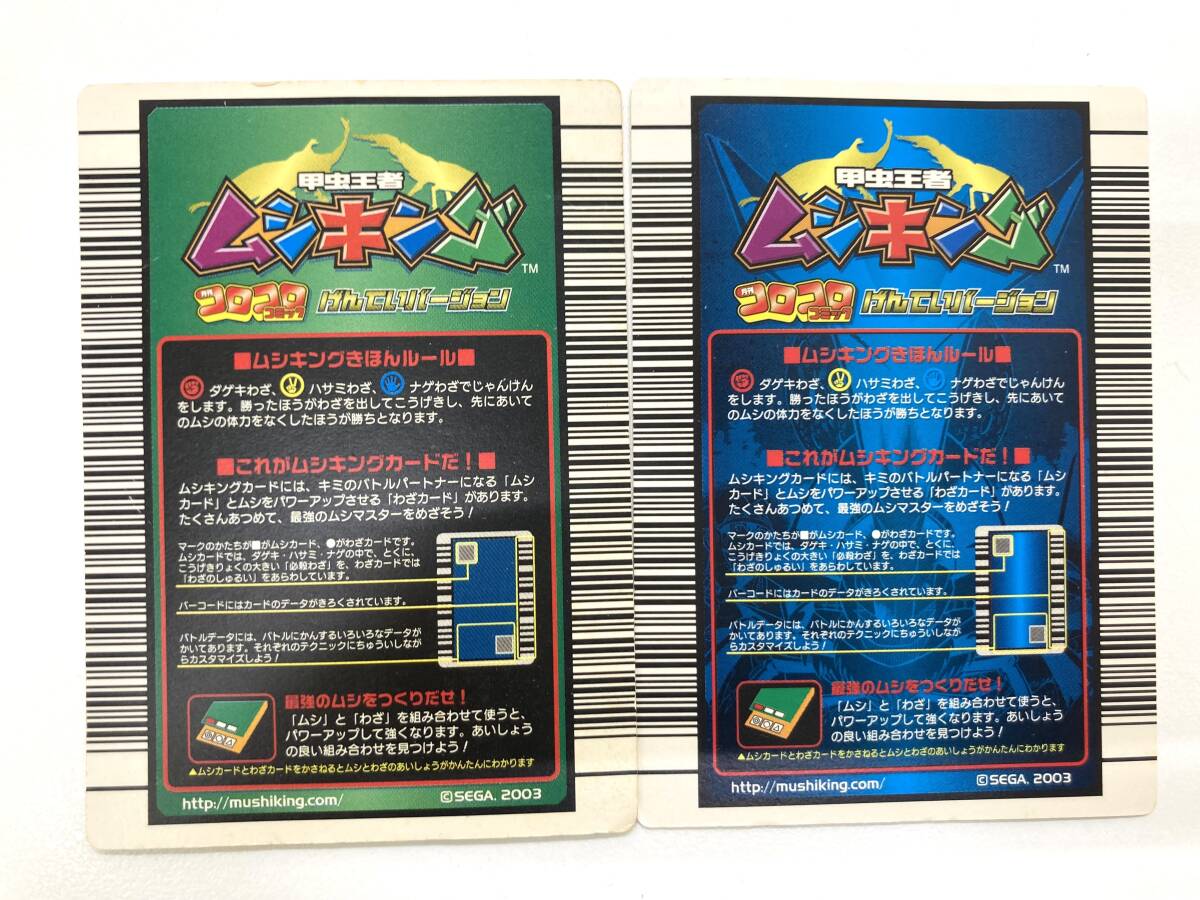 甲虫王者
ムシキング
TM
月刊コロコロコミック げんていバージョン
■ムシキングきほんルール■
ダゲキわざ、ハサミわざ、ナゲわざでじゃんけん
をします。勝ったほうがわざを出してこうげきし、先にあいて
のムシの体力をなくしたほうが勝ちとなります。
■これがムシキングカードだ!■
ムシキングカードには、キミのバトルパートナーになる「ムシ
カード」とムシをパワーアップさせる「わざカード」があります。
たくさんあつめて、最強のムシマスターをめざそう!
マークのかたちが■がムシカード、●がわざカードです。
ムシカードでは、ダゲキ・ハサミ・ナゲの中で、とくに、
こうげきりょくの大きい「必殺わざ」を、わざカードでは
「わざのしゅるい」をあらわしています。
バーコードにはカードのデータがきろくされています。
バトルデータには、バトルにかんするいろいろなデータが
かいてあります。それぞれのテクニックにちゅういしなが
らカスタマイズしよう!
最強のムシをつくりだせ!
「ムシ」と「わざ」を組み合わせて使うと、
パワーアップして強くなります。あいしょう
の良い組み合わせを見つけよう!
▲ムシカードとわざカードをかさねるとムシとわざのあいしょうがかんたんにわかります
http://mushiking.com/
©SEGA, 2003
甲虫王者
ムシキング
TM
月刊コロコロコミック げんていバージョン
■ムシキングきほんルール■
ダゲキわざ、ハサミわざ、ナゲわざでじゃんけん
をします。勝ったほうがわざを出してこうげきし、先にあいて
のムシの体力をなくしたほうが勝ちとなります。
■これがムシキングカードだ!■
ムシキングカードには、キミのバトルパートナーになる「ムシ
カード」とムシをパワーアップさせる「わざカード」があります。
たくさんあつめて、最強のムシマスターをめざそう!
マークのかたちが■がムシカード、●がわざカードです。
ムシカードでは、ダゲキ・ハサミ・ナゲの中で、とくに、
こうげきりょくの大きい「必殺わざ」を、わざカードでは
「わざのしゅるい」をあらわしています。
バーコードにはカードのデータがきろくされています。
バトルデータには、バトルにかんするいろいろなデータが
かいてあります。それぞれのテクニックにちゅういしなが
らカスタマイズしよう!
最強のムシをつくりだせ!
「ムシ」と「わざ」を組み合わせて使うと、
パワーアップして強くなります。あいしょう
の良い組み合わせを見つけよう!
▲ムシカードとわざカードをかさねるとムシとわざのあいしょうがかんたんにわかります
http://mushiking.com/
©SEGA, 2003